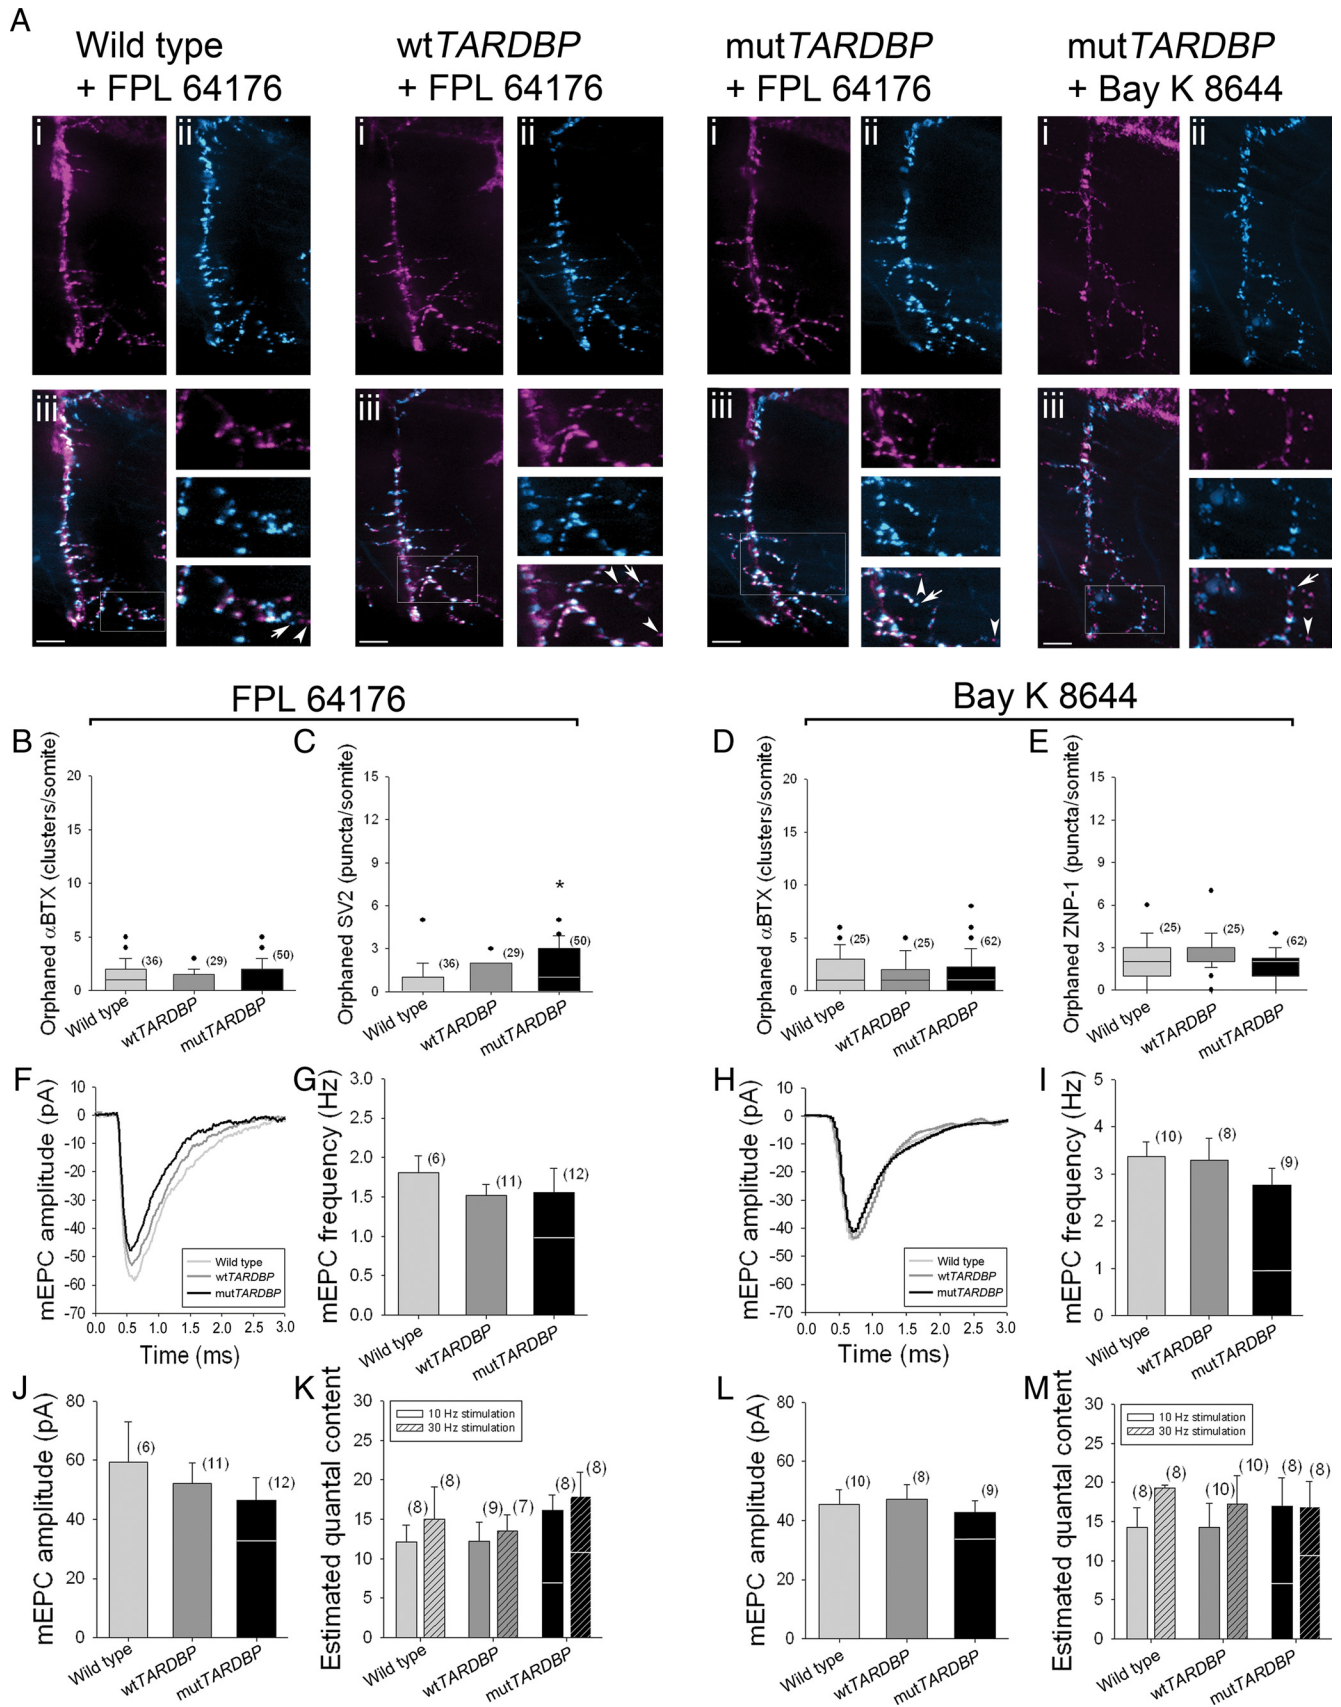 A
Wild type
+ FPL 64176
wtTARDBP
+ FPL 64176
mutTARDBP
+ FPL 64176
mutTARDBP
+ Bay K 8644
i
ii
i
ii
i
ii
i
ii
iii
iii
iii
iii
FPL 64176
Bay K 8644
B
Orphaned αBTX (clusters/somite)
20
15
10
5
0
(36)
(29)
(50)
Wild type
wtTARDBP
mutTARDBP
C
Orphaned SV2 (puncta/somite)
15
12
9
6
3
0
(36)
(29)
*
(50)
Wild type
wtTARDBP
mutTARDBP
D
Orphaned αBTX (clusters/somite)
20
15
10
5
0
(25)
(25)
(62)
Wild type
wtTARDBP
mutTARDBP
E
Orphaned ZNP-1 (puncta/somite)
15
12
9
6
3
0
(25)
(25)
(62)
Wild type
wtTARDBP
mutTARDBP
F
mEPC amplitude (pA)
10
0
-10
-20
-30
-40
-50
-60
-70
Wild type
wtTARDBP
mutTARDBP
0.0 0.5 1.0 1.5 2.0 2.5 3.0
Time (ms)
G
mEPC frequency (Hz)
3.0
2.5
2.0
1.5
1.0
0.5
0.0
(6)
(11)
(12)
Wild type
wtTARDBP
mutTARDBP
H
mEPC amplitude (pA)
10
0
-10
-20
-30
-40
-50
-60
-70
Wild type
wtTARDBP
mutTARDBP
0.0 0.5 1.0 1.5 2.0 2.5 3.0
Time (ms)
I
mEPC frequency (Hz)
5
4
3
2
1
0
(10)
(8)
(9)
Wild type
wtTARDBP
mutTARDBP
J
mEPC amplitude (pA)
80
60
40
20
0
(6)
(11)
(12)
Wild type
wtTARDBP
mutTARDBP
K
Estimated quantal content
30
25
20
15
10
5
0
10 Hz stimulation
30 Hz stimulation
(8)
(8)
(9)
(7)
(8)
(8)
Wild type
wtTARDBP
mutTARDBP
L
mEPC amplitude (pA)
80
60
40
20
0
(10)
(8)
(9)
Wild type
wtTARDBP
mutTARDBP
M
Estimated quantal content
30
25
20
15
10
5
0
10 Hz stimulation
30 Hz stimulation
(8)
(8)
(10)
(10)
(8)
(8)
Wild type
wtTARDBP
mutTARDBP